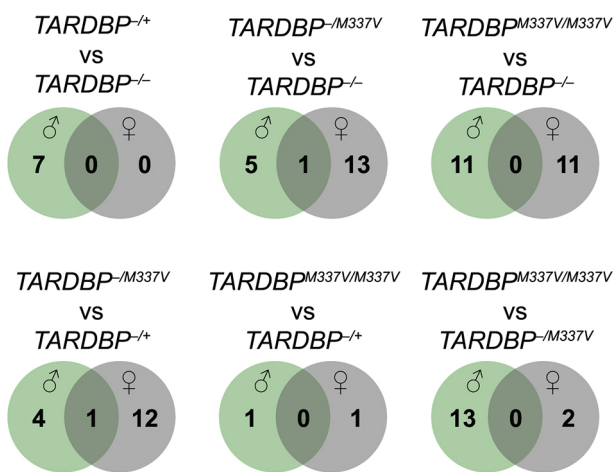 TARDBP⁻/⁺ TARDBP⁻/ᴹ³³⁷ⱽ TARDBPᴹ³³⁷ⱽ/ᴹ³³⁷ⱽ
vs vs vs
TARDBP⁻/⁻ TARDBP⁻/⁻ TARDBP⁻/⁻
♂ ♀ ♂ ♀ ♂ ♀
7 0 0 5 1 13 11 0 11
TARDBP⁻/ᴹ³³⁷ⱽ TARDBPᴹ³³⁷ⱽ/ᴹ³³⁷ⱽ TARDBPᴹ³³⁷ⱽ/ᴹ³³⁷ⱽ
vs vs vs
TARDBP⁻/⁺ TARDBP⁻/⁺ TARDBP⁻/ᴹ³³⁷ⱽ
♂ ♀ ♂ ♀ ♂ ♀
4 1 12 1 0 1 13 0 2